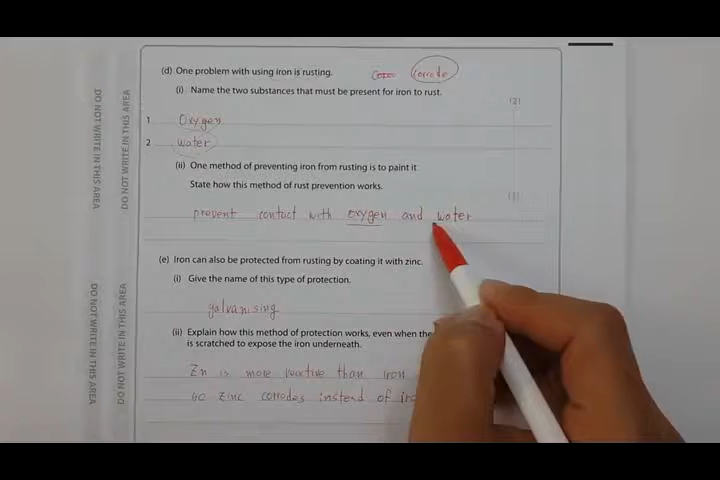 (d) One problem with using iron is rusting. corrode
(i) Name the two substances that must be present for iron to rust.
(2)
1 Oxygen
2 water
(ii) One method of preventing iron from rusting is to paint it
State how this method of rust prevention works.
(1)
prevent contact with oxygen and water
(e) Iron can also be protected from rusting by coating it with zinc.
(i) Give the name of this type of protection.
galvanising
(ii) Explain how this method of protection works, even when the
is scratched to expose the iron underneath.
Zn is more reactive than iron
so zinc corrodes instead of
DO NOT WRITE IN THIS AREA
DO NOT WRITE IN THIS AREA
DO NOT WRITE IN THIS AREA
DO NOT WRITE IN THIS AREA